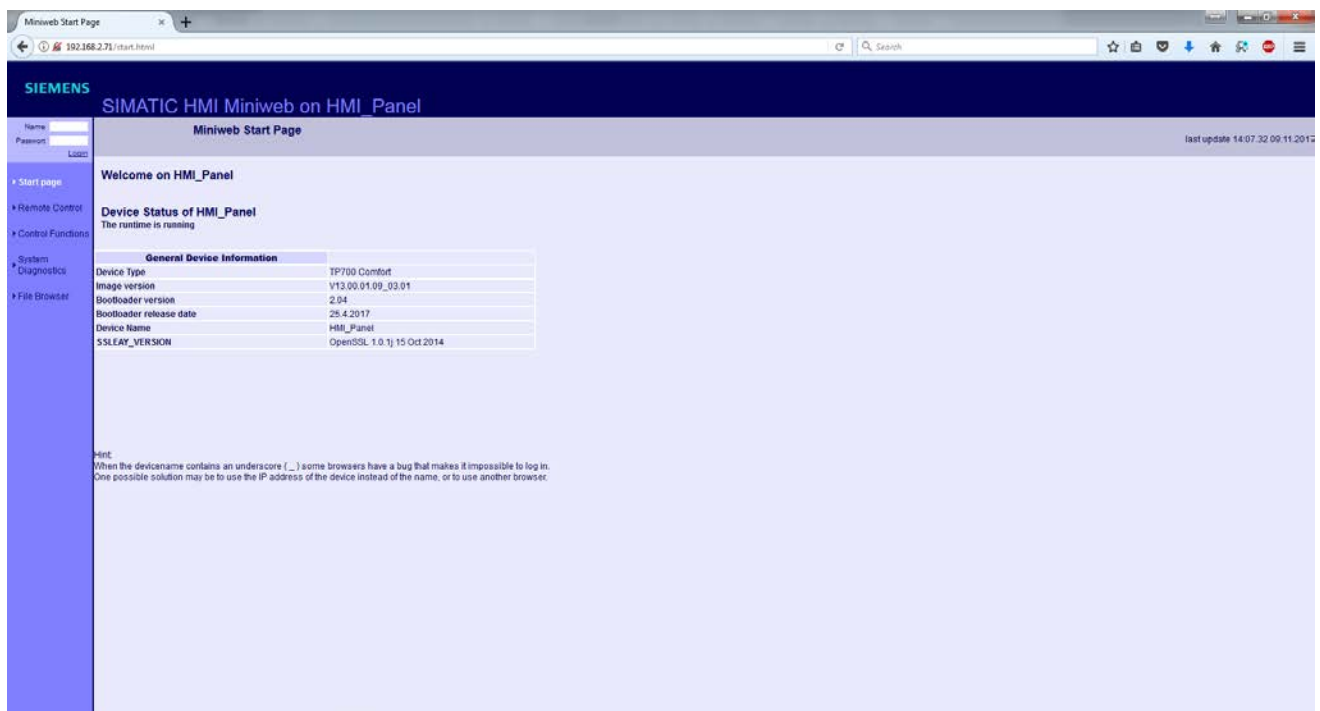 Miniweb Start Page
192.168.2.71/start.html
Search
SIEMENS
SIMATIC HMI Miniweb on HMI_Panel
Name
Login
Miniweb Start Page
last update 14:07.32 09.11.201
Start page
Remote Control
Control Functions
System
Diagnostics
File Browser
Welcome on HMI_Panel
Device Status of HMI_Panel
The runtime is running
General Device Information
Device Type TP700 Comfort
Image version V13.00.01.09_03.01
Bootloader version 2.04
Bootloader release date 25.4.2017
Device Name HMI_Panel
SSLEAY_VERSION OpenSSL 1.0.1j 15 Oct 2014
Hint:
When the devicename contains an underscore ( _ ) some browsers have a bug that makes it impossible to log in.
One possible solution may be to use the IP address of the device instead of the name, or to use another browser.